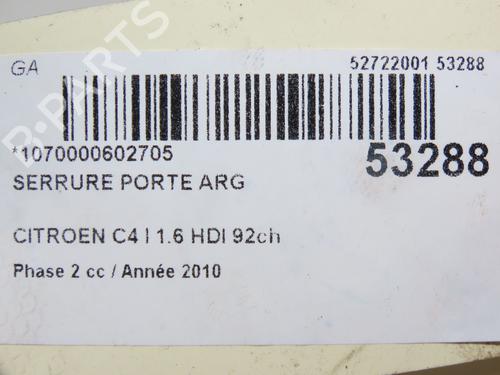 GA 52722001 53288
*1070000602705 53288
SERRURE PORTE ARG
CITROEN C4 I 1.6 HDI 92ch
Phase 2 cc / Année 2010
B-PARTS